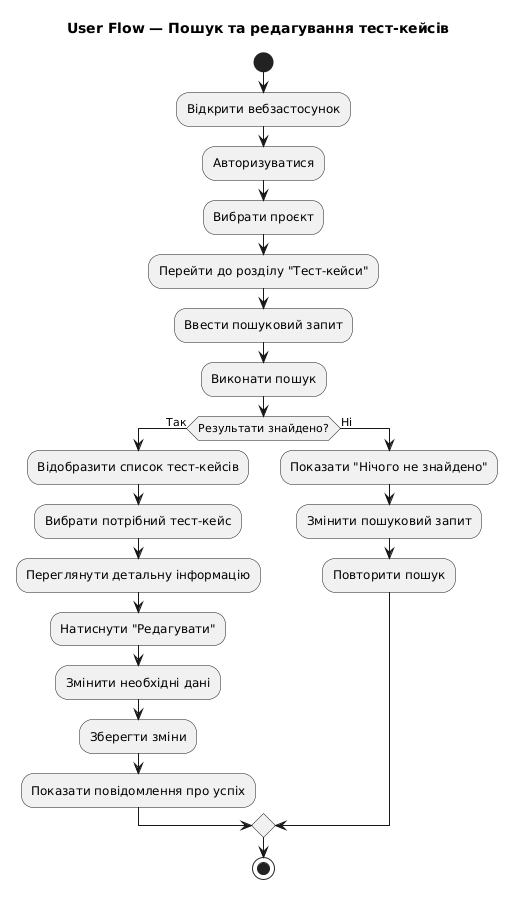 User Flow — Пошук та редагування тест-кейсів
Відкрити вебзастосунок
Авторизуватися
Вибрати проєкт
Перейти до розділу "Тест-кейси"
Ввести пошуковий запит
Виконати пошук
Результати знайдено?
Так
Відобразити список тест-кейсів
Вибрати потрібний тест-кейс
Переглянути детальну інформацію
Натиснути "Редагувати"
Змінити необхідні дані
Зберегти зміни
Показати повідомлення про успіх
Ні
Показати "Нічого не знайдено"
Змінити пошуковий запит
Повторити пошук